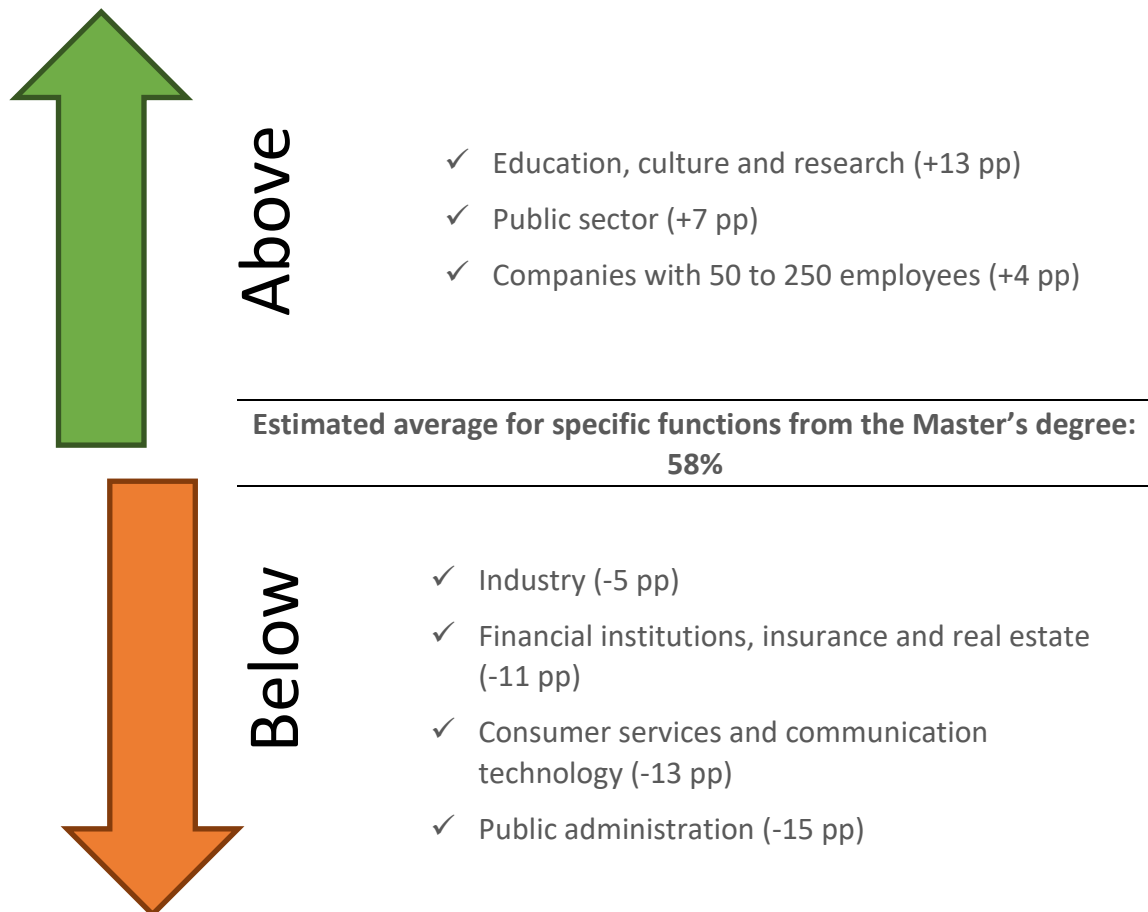 Above
✓ Education, culture and research (+13 pp)
✓ Public sector (+7 pp)
✓ Companies with 50 to 250 employees (+4 pp)
Estimated average for specific functions from the Master’s degree:
58%
Below
✓ Industry (-5 pp)
✓ Financial institutions, insurance and real estate
(-11 pp)
✓ Consumer services and communication
technology (-13 pp)
✓ Public administration (-15 pp)